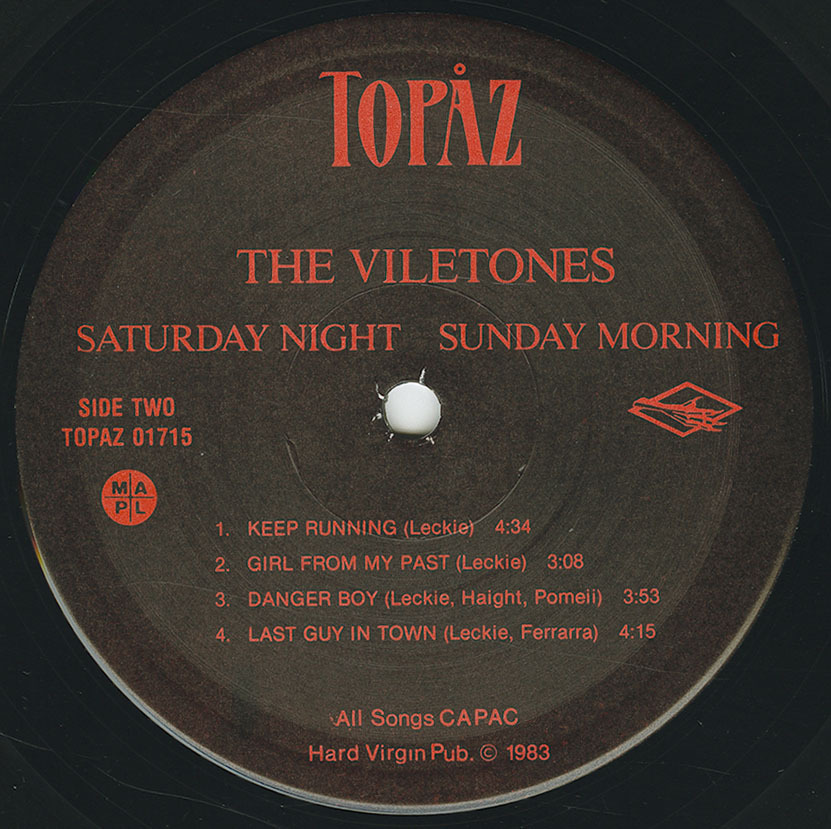 TOPÅZ
THE VILETONES
SATURDAY NIGHT SUNDAY MORNING
SIDE TWO
TOPAZ 01715
M A
P L
1. KEEP RUNNING (Leckie) 4:34
2. GIRL FROM MY PAST (Leckie) 3:08
3. DANGER BOY (Leckie, Haight, Pomeii) 3:53
4. LAST GUY IN TOWN (Leckie, Ferrarra) 4:15
All Songs CAPAC
Hard Virgin Pub. © 1983